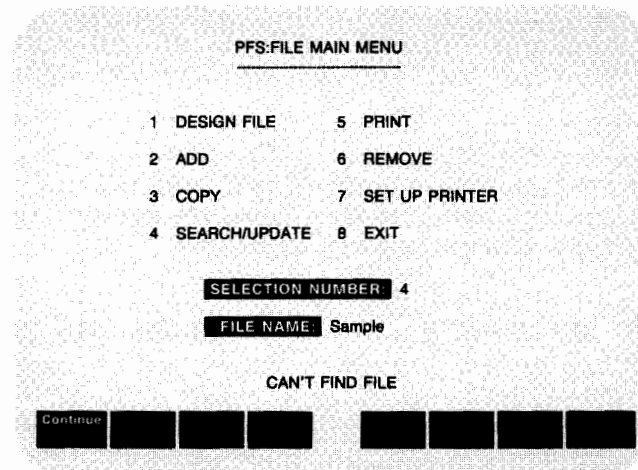 PFS:FILE MAIN MENU
1 DESIGN FILE 5 PRINT
2 ADD 6 REMOVE
3 COPY 7 SET UP PRINTER
4 SEARCH/UPDATE 8 EXIT
SELECTION NUMBER: 4
FILE NAME: Sample
CAN'T FIND FILE
Continue